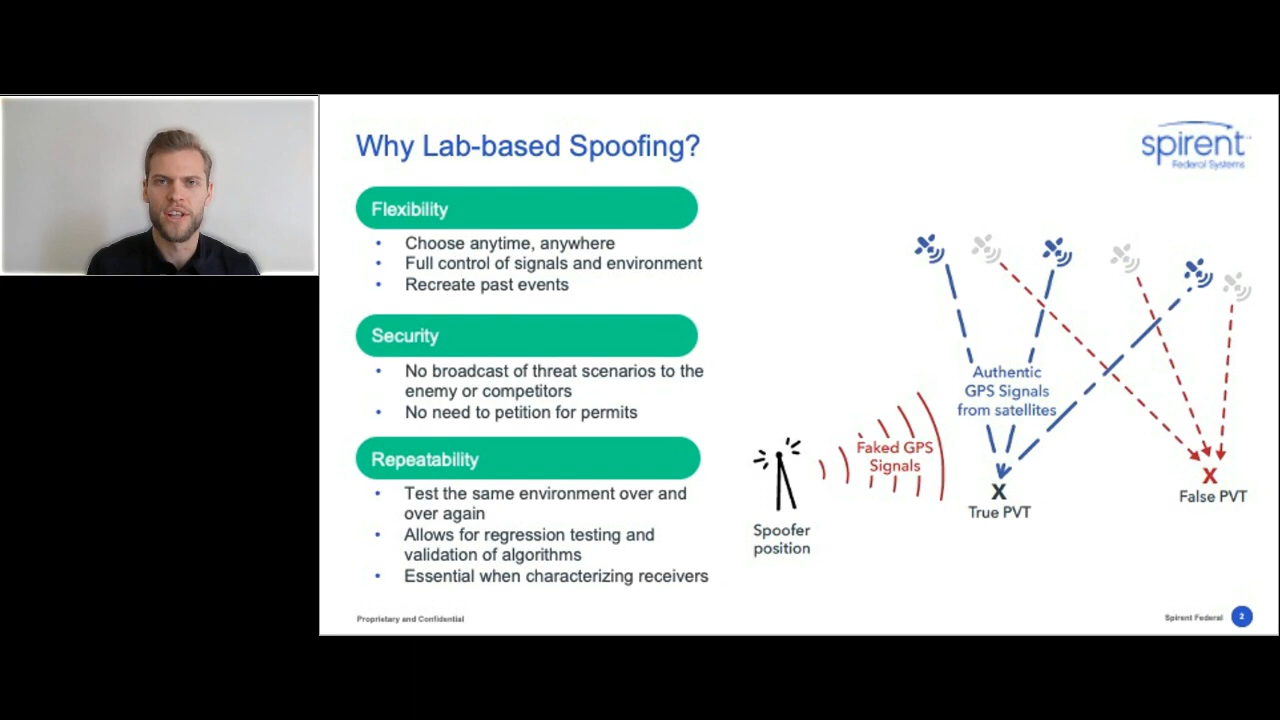 Why Lab-based Spoofing?
spirent
Federal Systems
Flexibility
• Choose anytime, anywhere
• Full control of signals and environment
• Recreate past events
Security
• No broadcast of threat scenarios to the
enemy or competitors
• No need to petition for permits
Repeatability
• Test the same environment over and
over again
• Allows for regression testing and
validation of algorithms
• Essential when characterizing receivers
Authentic
GPS Signals
from satellites
Faked GPS
Signals
Spoofer
position
X
True PVT
X
False PVT
Proprietary and Confidential
Spirent Federal 2